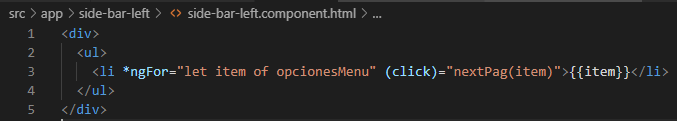 src > app > side-bar-left > <> side-bar-left.component.html > ...
1 <div>
2 <ul>
3 <li *ngFor="let item of opcionesMenu" (click)="nextPag(item)">{{item}}</li>
4 </ul>
5 </div>